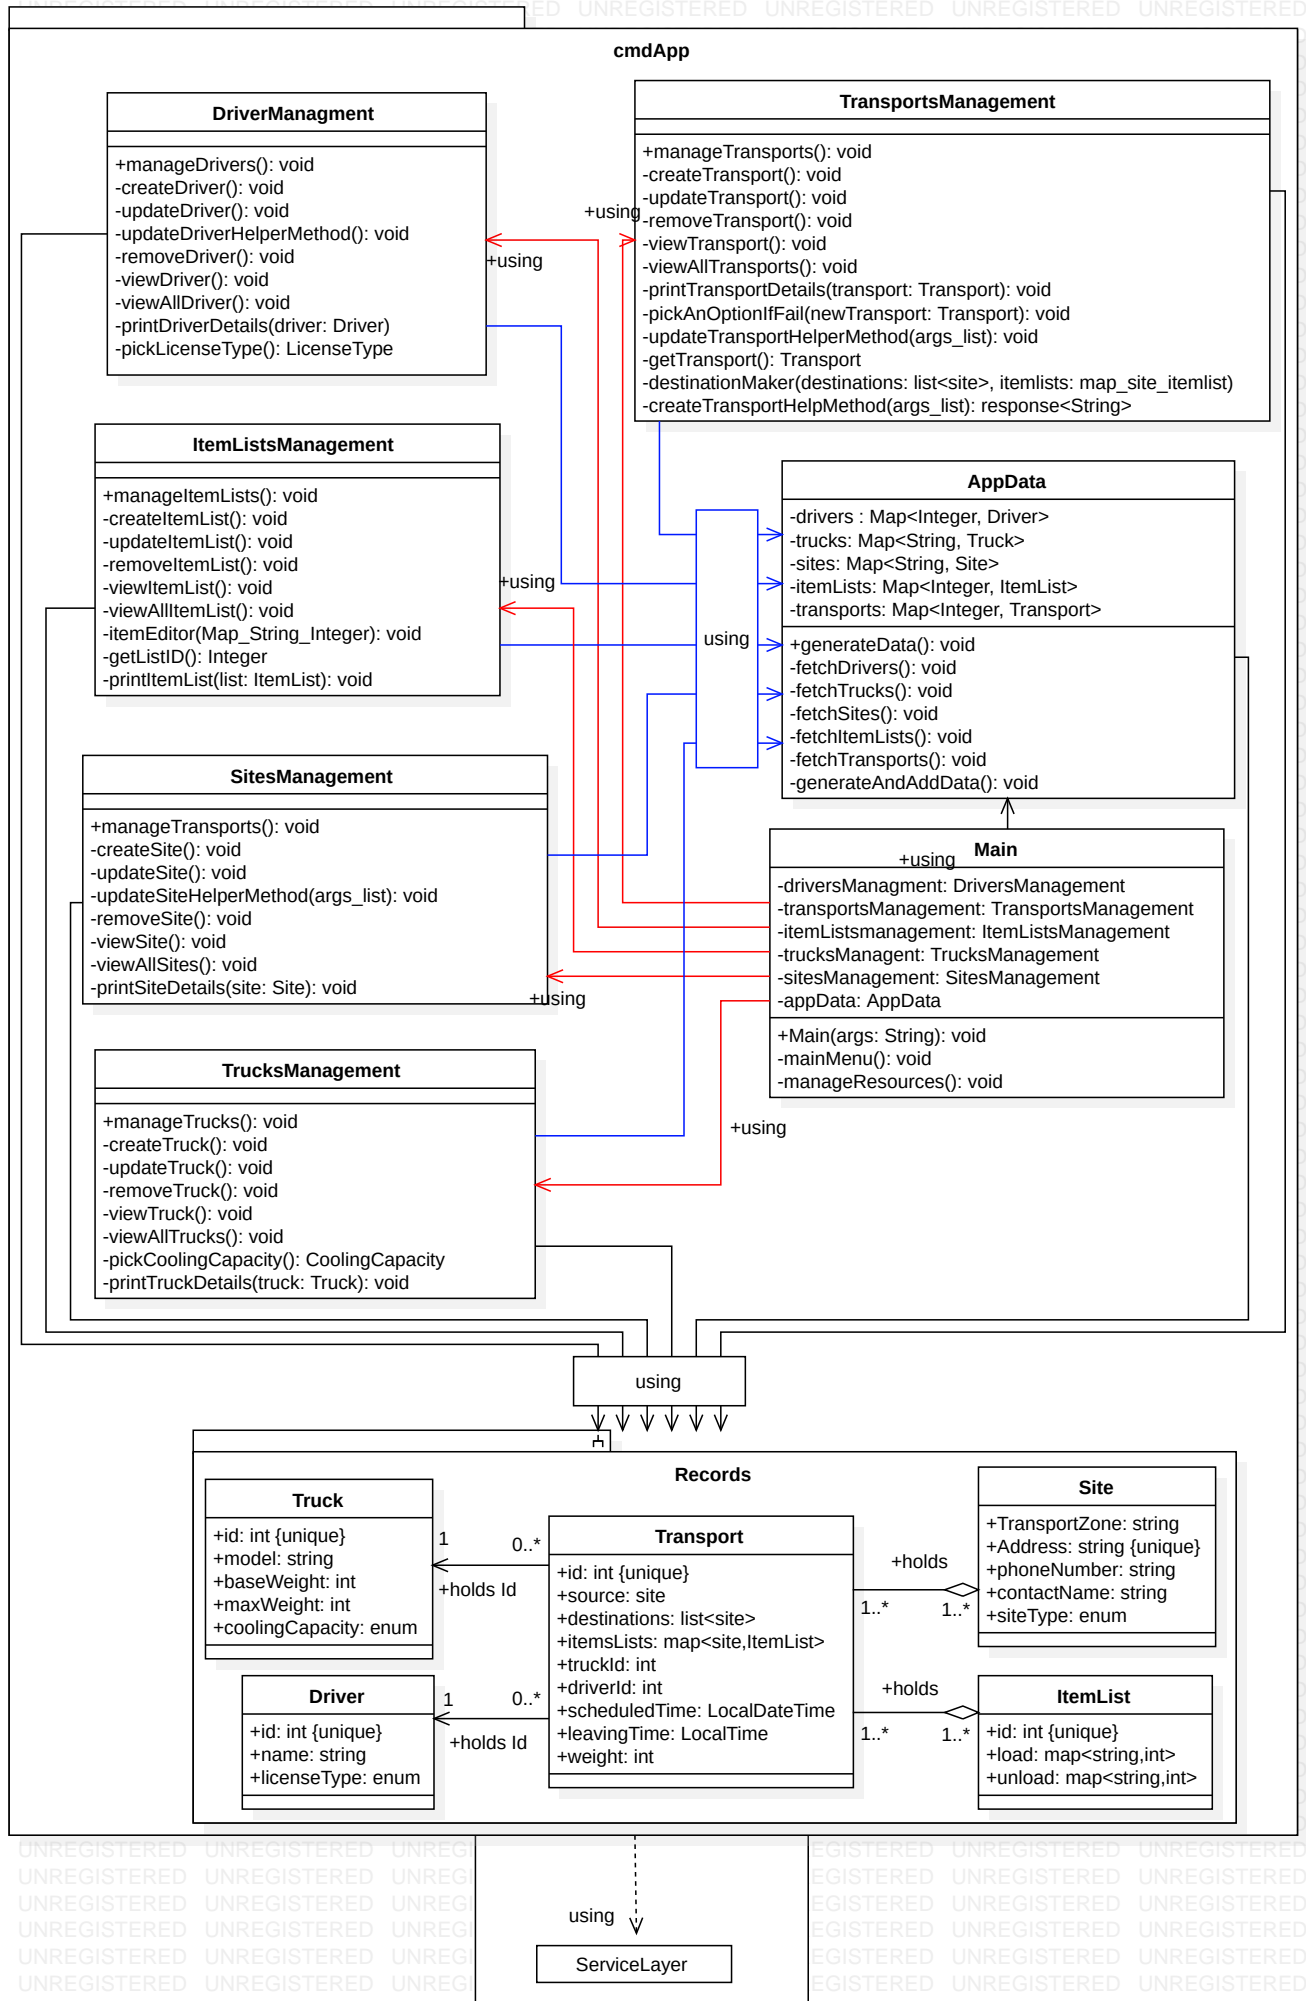 cmdApp
DriverManagment
+manageDrivers(): void
-createDriver(): void
-updateDriver(): void
-updateDriverHelperMethod(): void
-removeDriver(): void
-viewDriver(): void
-viewAllDriver(): void
-printDriverDetails(driver: Driver)
-pickLicenseType(): LicenseType
TransportsManagement
+manageTransports(): void
-createTransport(): void
-updateTransport(): void
-removeTransport(): void
-viewTransport(): void
-viewAllTransports(): void
-printTransportDetails(transport: Transport): void
-pickAnOptionIfFail(newTransport: Transport): void
-updateTransportHelperMethod(args_list): void
-getTransport(): Transport
-destinationMaker(destinations: list<site>, itemlists: map_site_itemlist)
-createTransportHelpMethod(args_list): response<String>
+using
+using
ItemListsManagement
+manageItemLists(): void
-createItemList(): void
-updateItemList(): void
-removeItemList(): void
-viewItemList(): void
-viewAllItemList(): void
-itemEditor(Map_String_Integer): void
-getListID(): Integer
-printItemList(list: ItemList): void
+using
using
AppData
-drivers : Map<Integer, Driver>
-trucks: Map<String, Truck>
-sites: Map<String, Site>
-itemLists: Map<Integer, ItemList>
-transports: Map<Integer, Transport>
+generateData(): void
-fetchDrivers(): void
-fetchTrucks(): void
-fetchSites(): void
-fetchItemLists(): void
-fetchTransports(): void
-generateAndAddData(): void
SitesManagement
+manageTransports(): void
-createSite(): void
-updateSite(): void
-updateSiteHelperMethod(args_list): void
-removeSite(): void
-viewSite(): void
-viewAllSites(): void
-printSiteDetails(site: Site): void
+using
Main
+using
-driversManagment: DriversManagement
-transportsManagement: TransportsManagement
-itemListsmanagement: ItemListsManagement
-trucksManagent: TrucksManagement
-sitesManagement: SitesManagement
-appData: AppData
+Main(args: String): void
-mainMenu(): void
-manageResources(): void
TrucksManagement
+manageTrucks(): void
-createTruck(): void
-updateTruck(): void
-removeTruck(): void
-viewTruck(): void
-viewAllTrucks(): void
-pickCoolingCapacity(): CoolingCapacity
-printTruckDetails(truck: Truck): void
+using
using
Records
Truck
+id: int {unique}
+model: string
+baseWeight: int
+maxWeight: int
+coolingCapacity: enum
1
0..*
+holds Id
Transport
+id: int {unique}
+source: site
+destinations: list<site>
+itemsLists: map<site,ItemList>
+truckId: int
+driverId: int
+scheduledTime: LocalDateTime
+leavingTime: LocalTime
+weight: int
+holds
1..*
1..*
Site
+TransportZone: string
+Address: string {unique}
+phoneNumber: string
+contactName: string
+siteType: enum
Driver
+id: int {unique}
+name: string
+licenseType: enum
1
0..*
+holds Id
+holds
1..*
1..*
ItemList
+id: int {unique}
+load: map<string,int>
+unload: map<string,int>
using
ServiceLayer
UNREGISTERED UNREGISTERED UNREGISTERED UNREGISTERED